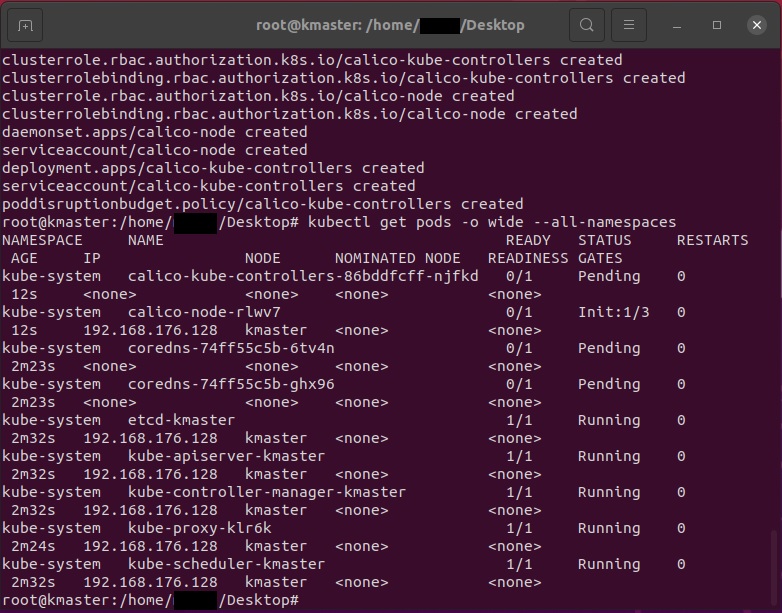 root@kmaster: /home/ /Desktop
clusterrole.rbac.authorization.k8s.io/calico-kube-controllers created
clusterrolebinding.rbac.authorization.k8s.io/calico-kube-controllers created
clusterrole.rbac.authorization.k8s.io/calico-node created
clusterrolebinding.rbac.authorization.k8s.io/calico-node created
daemonset.apps/calico-node created
serviceaccount/calico-node created
deployment.apps/calico-kube-controllers created
serviceaccount/calico-kube-controllers created
poddisruptionbudget.policy/calico-kube-controllers created
root@kmaster:/home/ /Desktop# kubectl get pods -o wide --all-namespaces
NAMESPACE     NAME                                      READY   STATUS     RESTARTS
 AGE     IP                NODE      NOMINATED NODE   READINESS GATES
kube-system   calico-kube-controllers-86bddfcff-njfkd   0/1     Pending    0
 12s     <none>            <none>    <none>           <none>
kube-system   calico-node-rlwv7                         0/1     Init:1/3   0
 12s     192.168.176.128   kmaster   <none>           <none>
kube-system   coredns-74ff55c5b-6tv4n                   0/1     Pending    0
 2m23s   <none>            <none>    <none>           <none>
kube-system   coredns-74ff55c5b-ghx96                   0/1     Pending    0
 2m23s   <none>            <none>    <none>           <none>
kube-system   etcd-kmaster                              1/1     Running    0
 2m32s   192.168.176.128   kmaster   <none>           <none>
kube-system   kube-apiserver-kmaster                    1/1     Running    0
 2m32s   192.168.176.128   kmaster   <none>           <none>
kube-system   kube-controller-manager-kmaster           1/1     Running    0
 2m32s   192.168.176.128   kmaster   <none>           <none>
kube-system   kube-proxy-klr6k                          1/1     Running    0
 2m24s   192.168.176.128   kmaster   <none>           <none>
kube-system   kube-scheduler-kmaster                    1/1     Running    0
 2m32s   192.168.176.128   kmaster   <none>           <none>
root@kmaster:/home/ /Desktop#